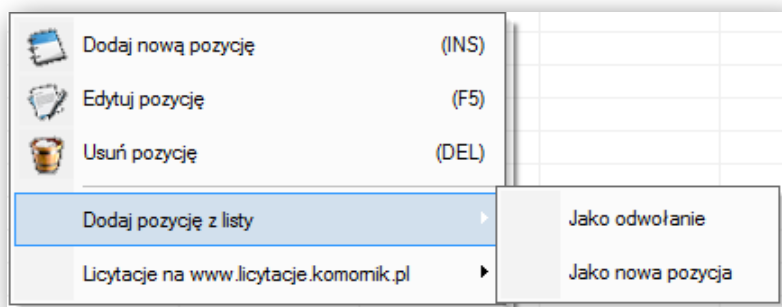 Dodaj nową pozycję (INS)
Edytuj pozycję (F5)
Usuń pozycję (DEL)
Dodaj pozycję z listy
Jako odwołanie
Licytacje na www.licytacje.komornik.pl
Jako nowa pozycja